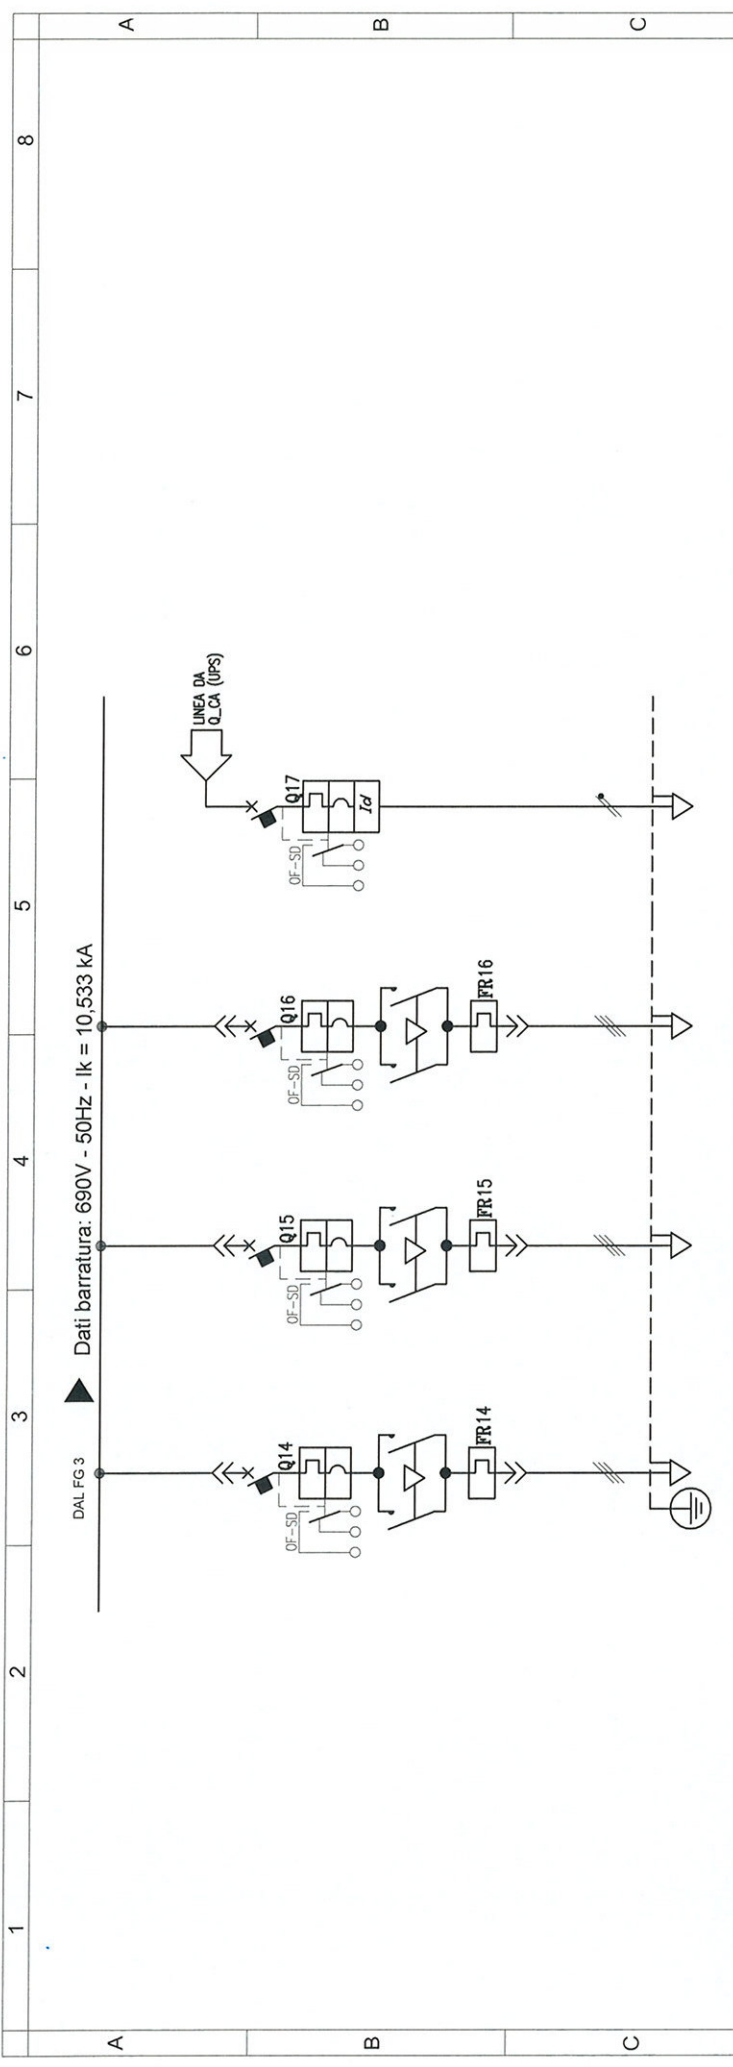 1
2
3
4
5
6
7
8
A
A
DAL FG 3
Dati barratura: 690V - 50Hz - Ik = 10,533 kA
LINEA DA
Q_CA (UPS)
B
B
Q14
OF-SD
Q15
OF-SD
Q16
OF-SD
Q17
OF-SD
Id
FR14
FR15
FR16
C
C